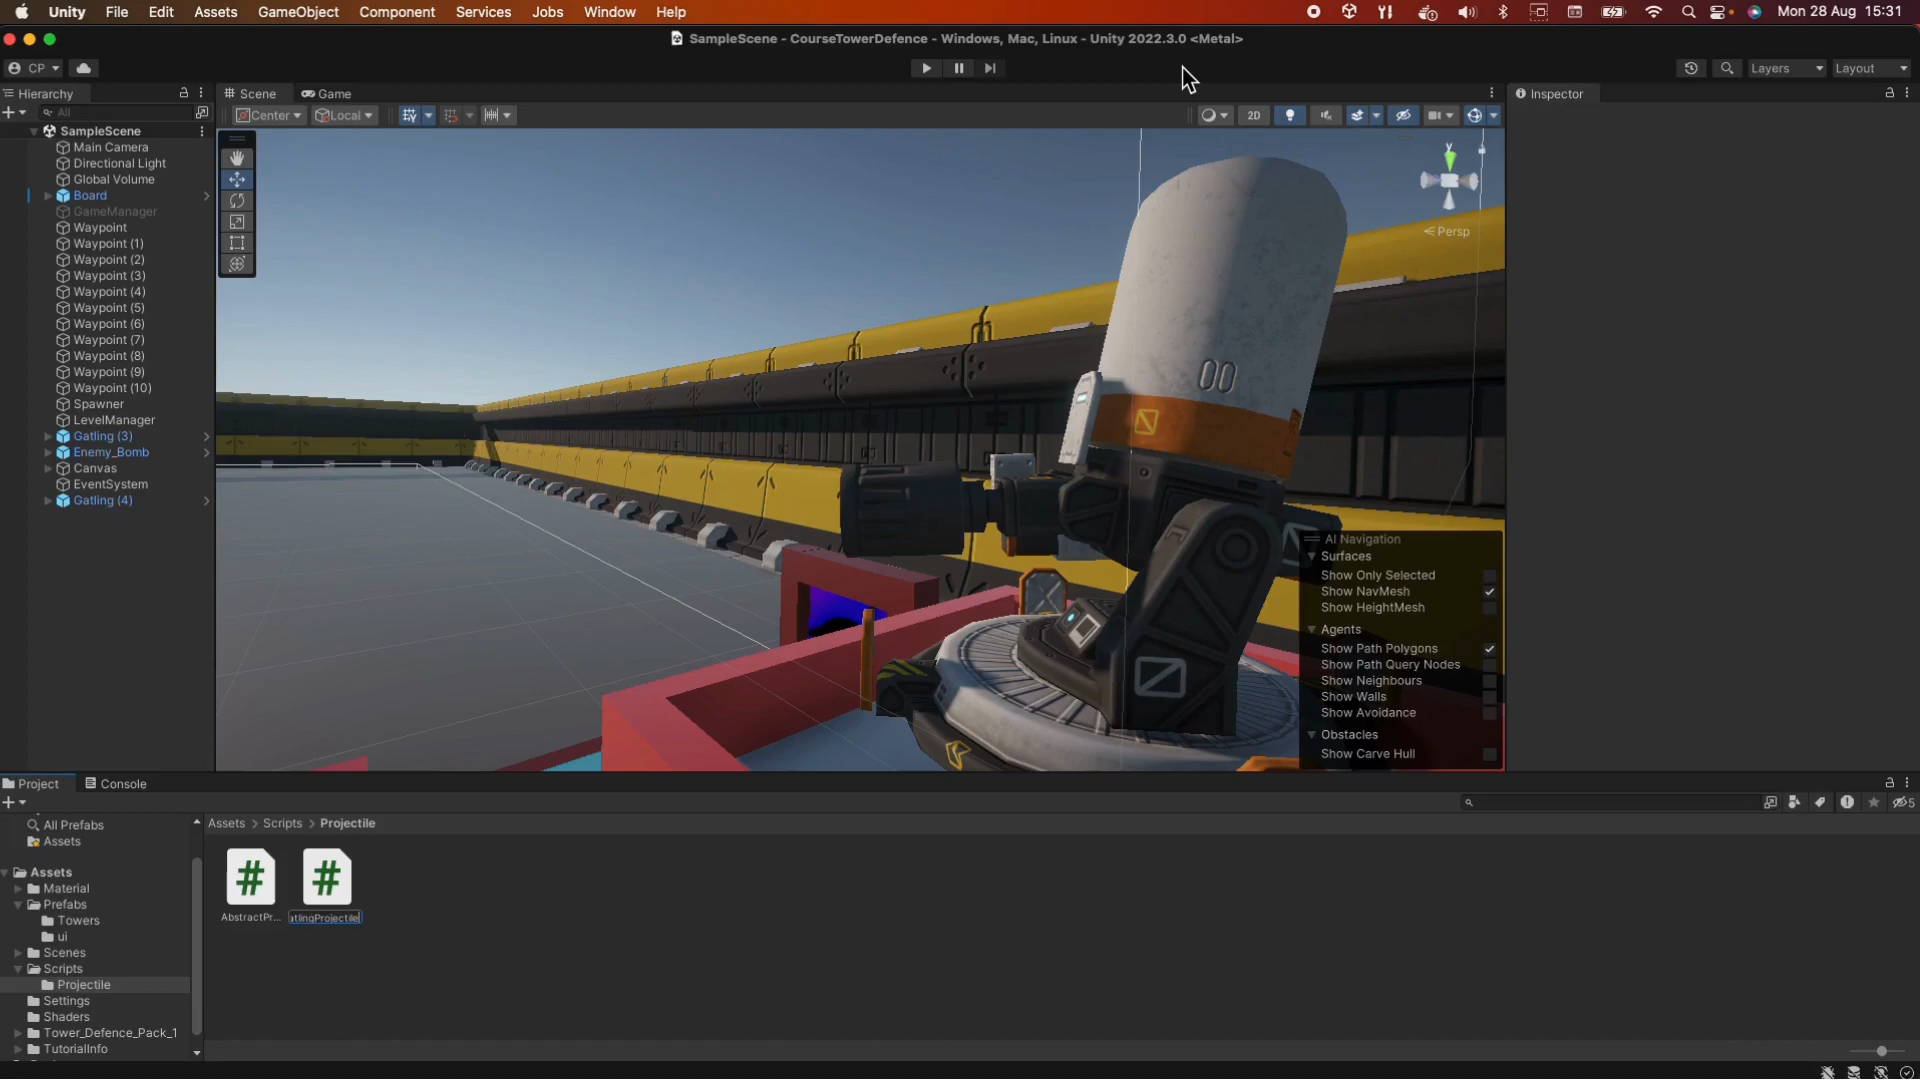 Unity File Edit Assets GameObject Component Services Jobs Window Help Mon 28 Aug 15:31
SampleScene - CourseTowerDefence - Windows, Mac, Linux - Unity 2022.3.0 <Metal>
CP Layers Layout
Hierarchy Scene Game Inspector
All Center Local 2D
SampleScene
Main Camera
Directional Light
Global Volume
Board
GameManager
Waypoint
Waypoint (1)
Waypoint (2)
Waypoint (3)
Waypoint (4)
Waypoint (5)
Waypoint (6)
Waypoint (7)
Waypoint (8)
Waypoint (9)
Waypoint (10)
Spawner
LevelManager
Gatling (3)
Enemy_Bomb
Canvas
EventSystem
Gatling (4)
y
Persp
00
AI Navigation
Surfaces
Show Only Selected
Show NavMesh
Show HeightMesh
Agents
Show Path Polygons
Show Path Query Nodes
Show Neighbours
Show Walls
Show Avoidance
Obstacles
Show Carve Hull
Project Console
5
All Prefabs
Assets
Assets
Material
Prefabs
Towers
ui
Scenes
Scripts
Projectile
Settings
Shaders
Tower_Defence_Pack_1
TutorialInfo
Assets > Scripts > Projectile
# #
AbstractPr... atlingProjectile